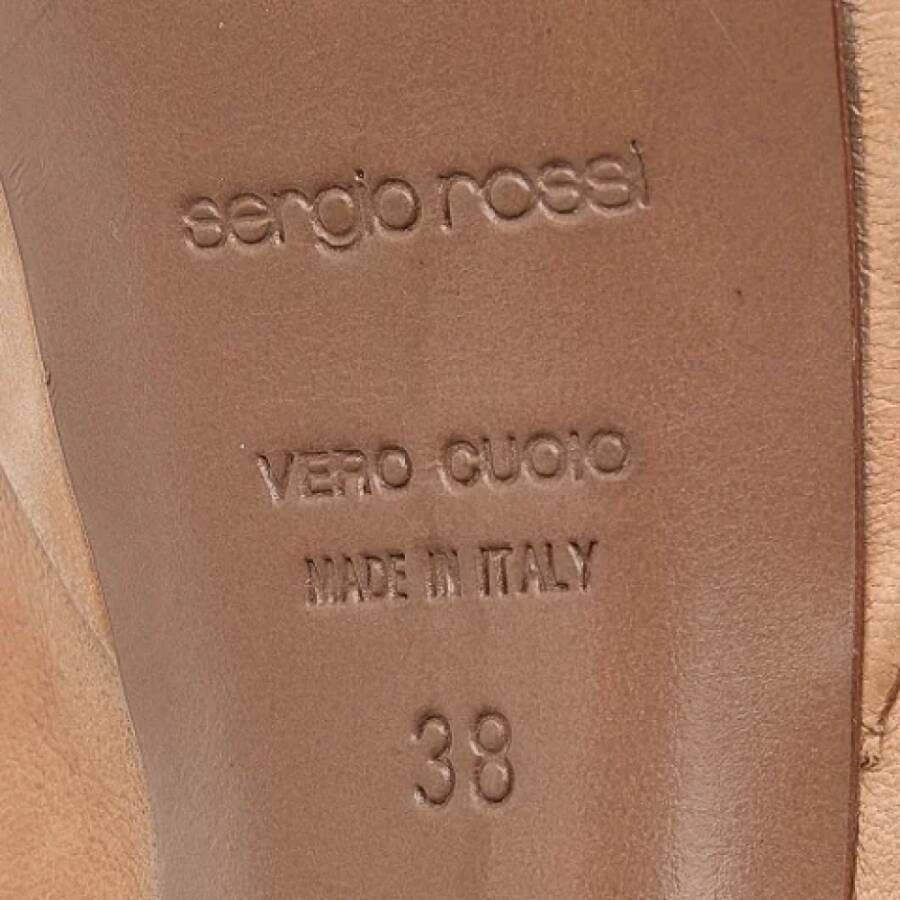 sergio rossi
VERO CUOIO
MADE IN ITALY
38